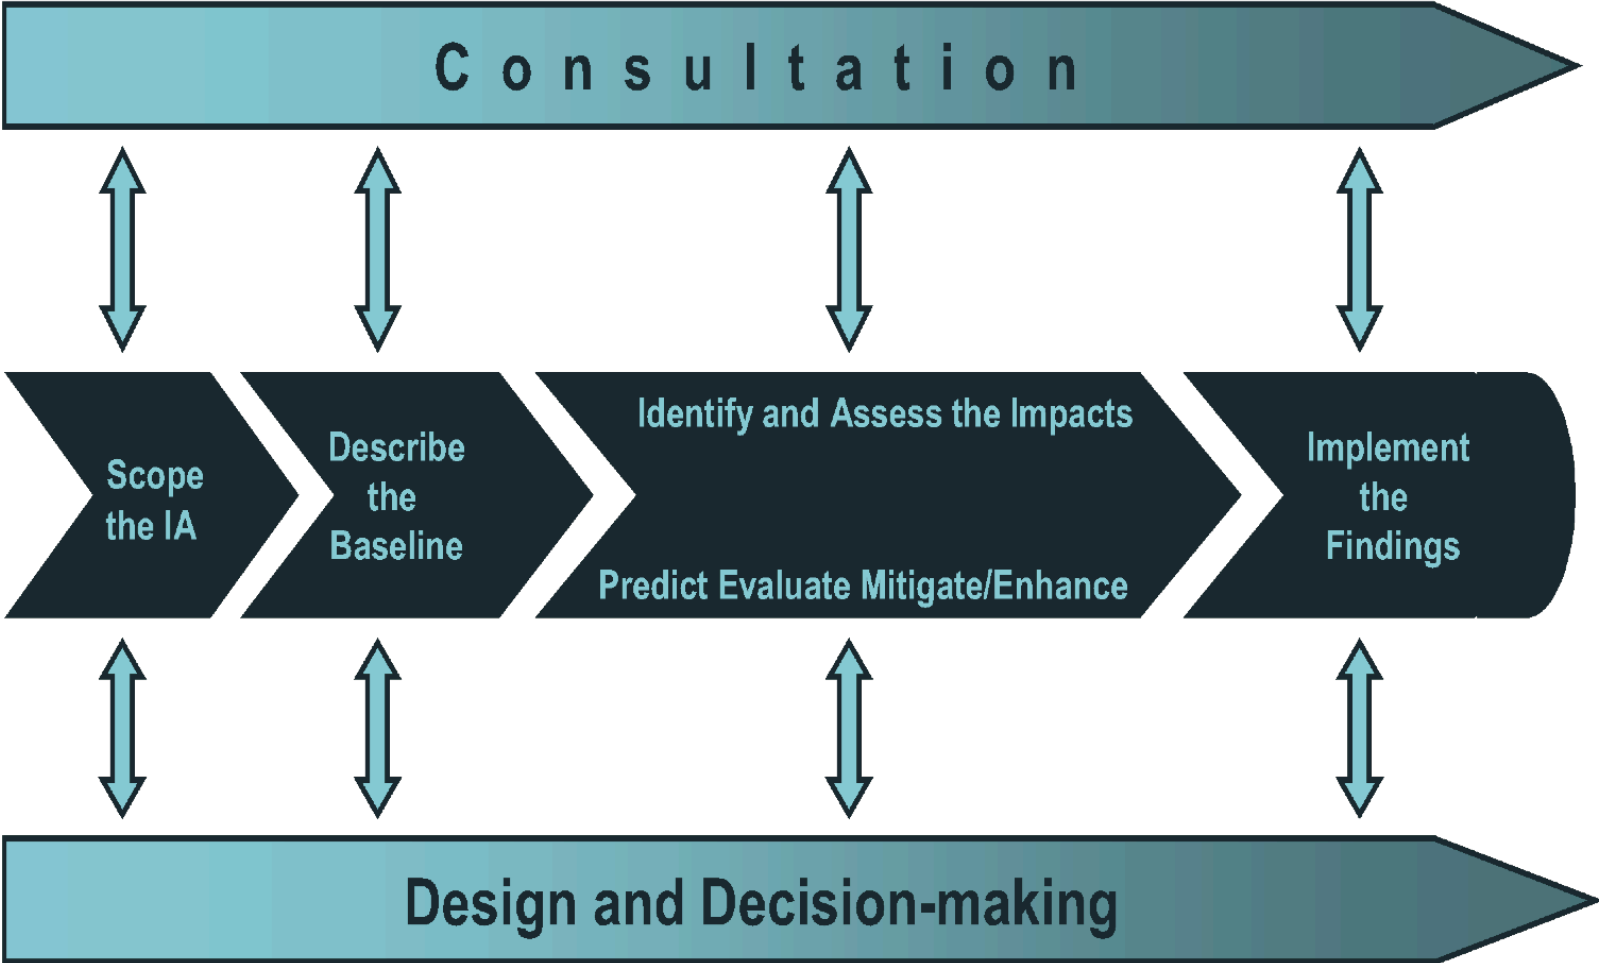 Consultation
Scope
the IA
Describe
the
Baseline
Identify and Assess the Impacts
Predict Evaluate Mitigate/Enhance
Implement
the
Findings
Design and Decision-making